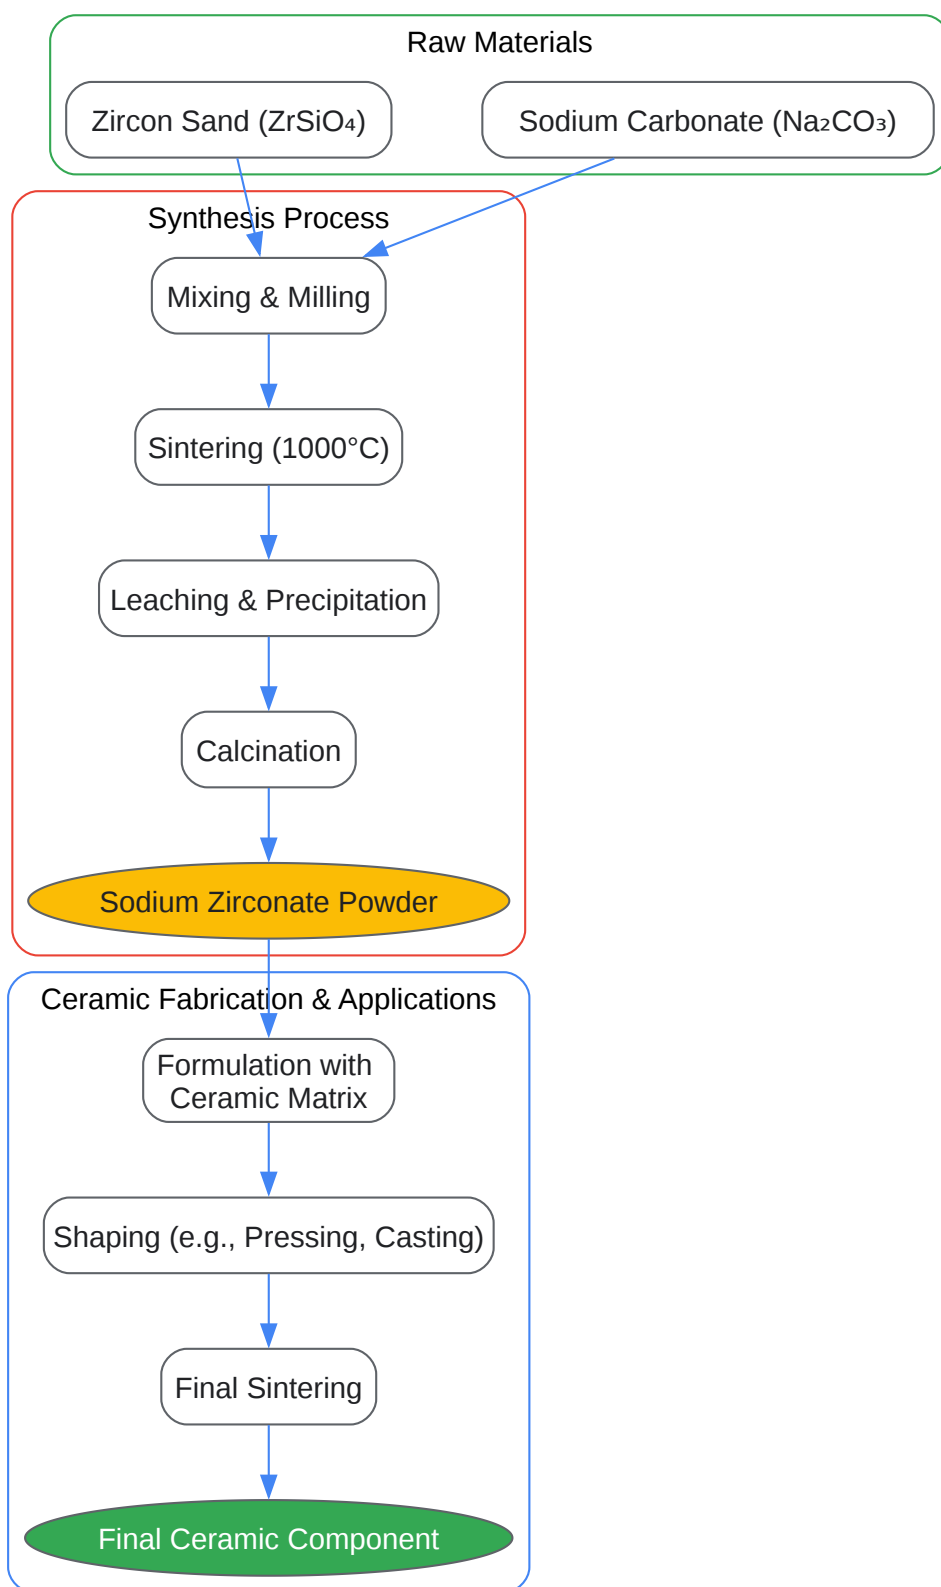 Raw Materials
Zircon Sand (ZrSiO₄)
Sodium Carbonate (Na₂CO₃)
Synthesis Process
Mixing & Milling
Sintering (1000°C)
Leaching & Precipitation
Calcination
Sodium Zirconate Powder
Ceramic Fabrication & Applications
Formulation with
Ceramic Matrix
Shaping (e.g., Pressing, Casting)
Final Sintering
Final Ceramic Component